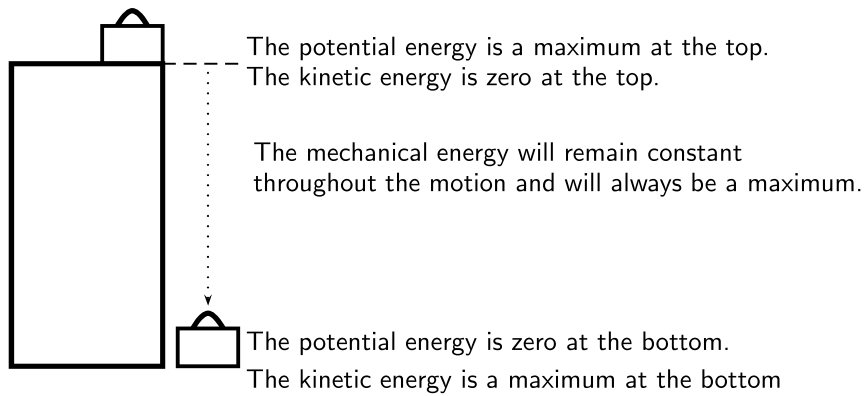 The potential energy is a maximum at the top.
The kinetic energy is zero at the top.
The mechanical energy will remain constant
throughout the motion and will always be a maximum.
The potential energy is zero at the bottom.
The kinetic energy is a maximum at the bottom